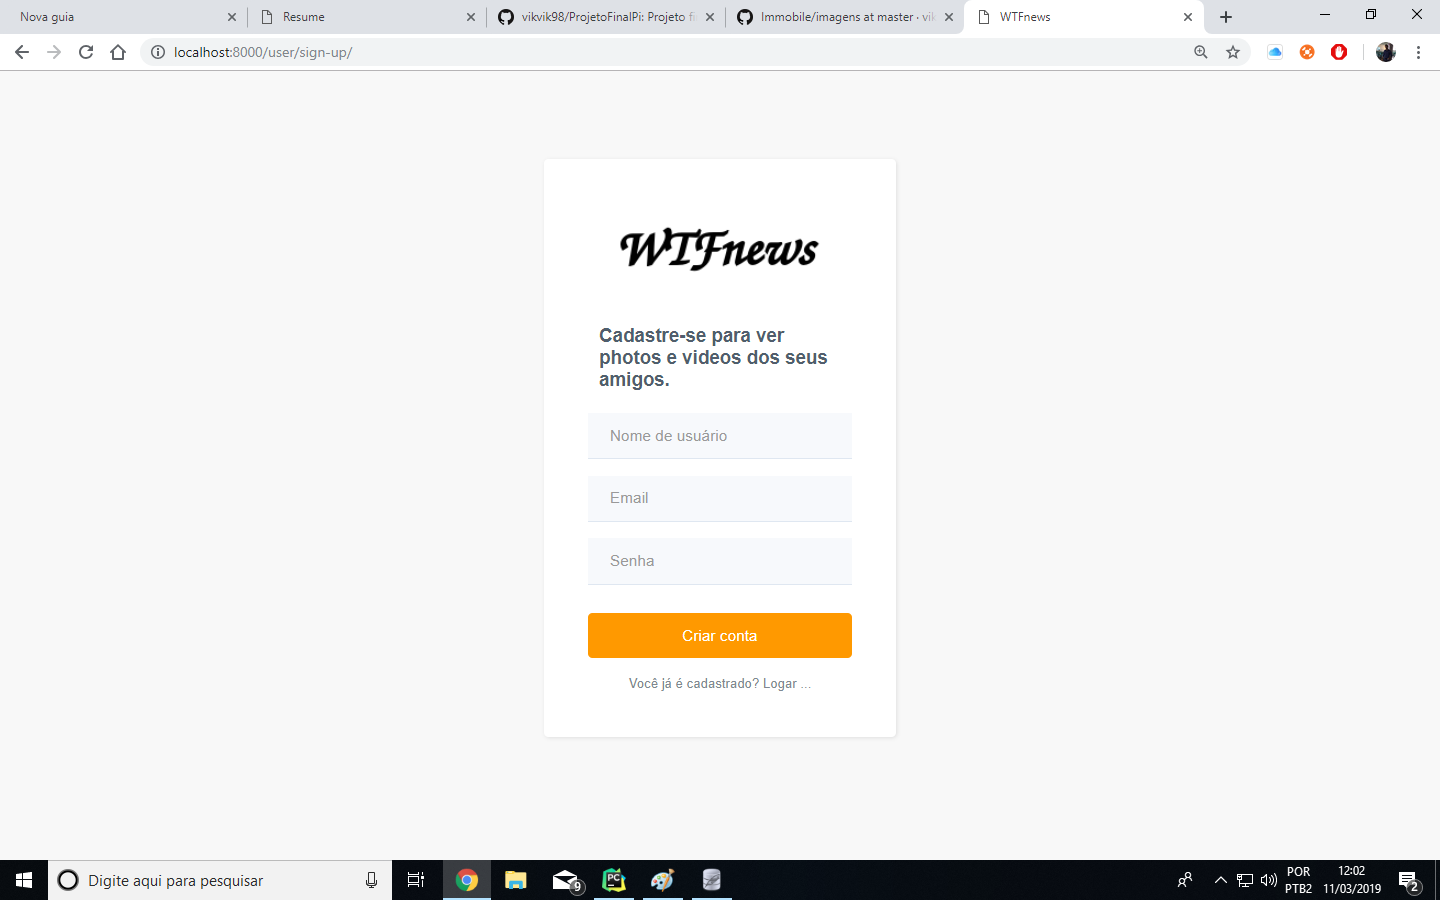 Nova guia
Resume
vikvik98/ProjetoFinalPi: Projeto fi
Immobile/imagens at master · vik
WTFnews
localhost:8000/user/sign-up/
WTFnews
Cadastre-se para ver
photos e videos dos seus
amigos.
Nome de usuário
Email
Senha
Criar conta
Você já é cadastrado? Logar ...
Digite aqui para pesquisar
9
PC
POR
PTB2
12:02
11/03/2019
2